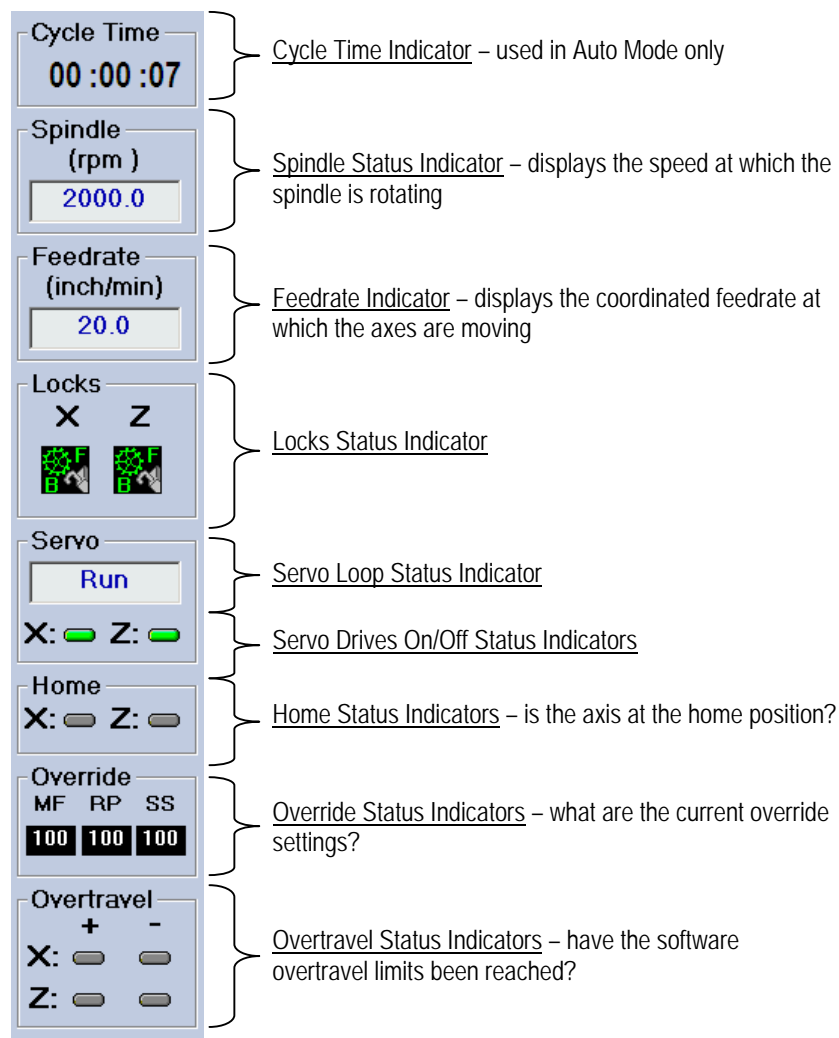 Cycle Time
00 :00 :07
Cycle Time Indicator – used in Auto Mode only
Spindle
(rpm )
2000.0
Spindle Status Indicator – displays the speed at which the
spindle is rotating
Feedrate
(inch/min)
20.0
Feedrate Indicator – displays the coordinated feedrate at
which the axes are moving
Locks
X Z
F F
B B
Locks Status Indicator
Servo
Run
Servo Loop Status Indicator
X: Z:
Servo Drives On/Off Status Indicators
Home
X: Z:
Home Status Indicators – is the axis at the home position?
Override
MF RP SS
100 100 100
Override Status Indicators – what are the current override
settings?
Overtravel
+ -
X:
Z:
Overtravel Status Indicators – have the software
overtravel limits been reached?